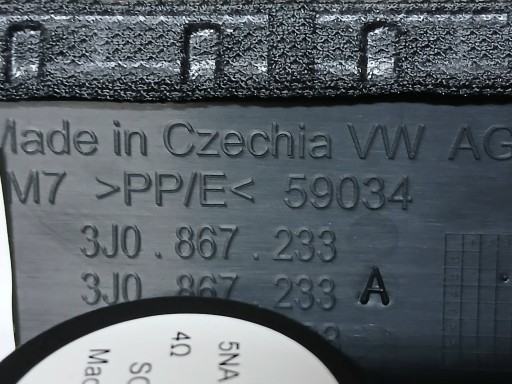 Made in Czechia VW AG
M7 >PP/E< 59034
3J0 . 867 . 233
3J0 . 867 . 233 A
5NA
4Ω